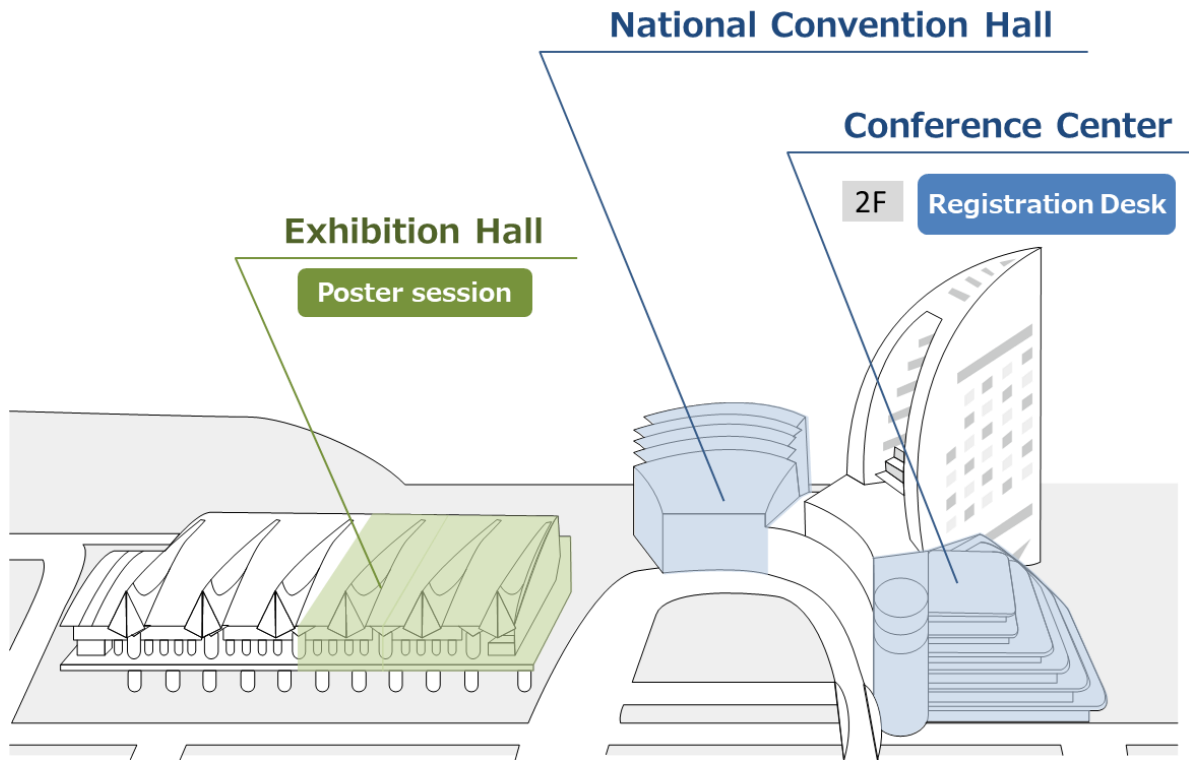 National Convention Hall
Conference Center
2F Registration Desk
Exhibition Hall
Poster session